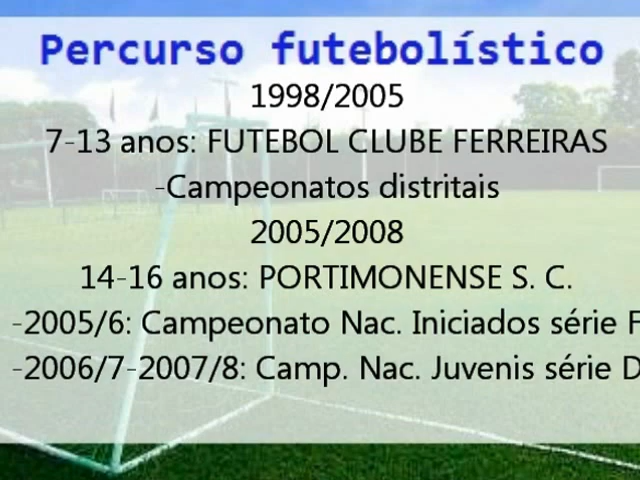 Percurso futebolístico
1998/2005
7-13 anos: FUTEBOL CLUBE FERREIRAS
-Campeonatos distritais
2005/2008
14-16 anos: PORTIMONENSE S. C.
-2005/6: Campeonato Nac. Iniciados série F
-2006/7-2007/8: Camp. Nac. Juvenis série D